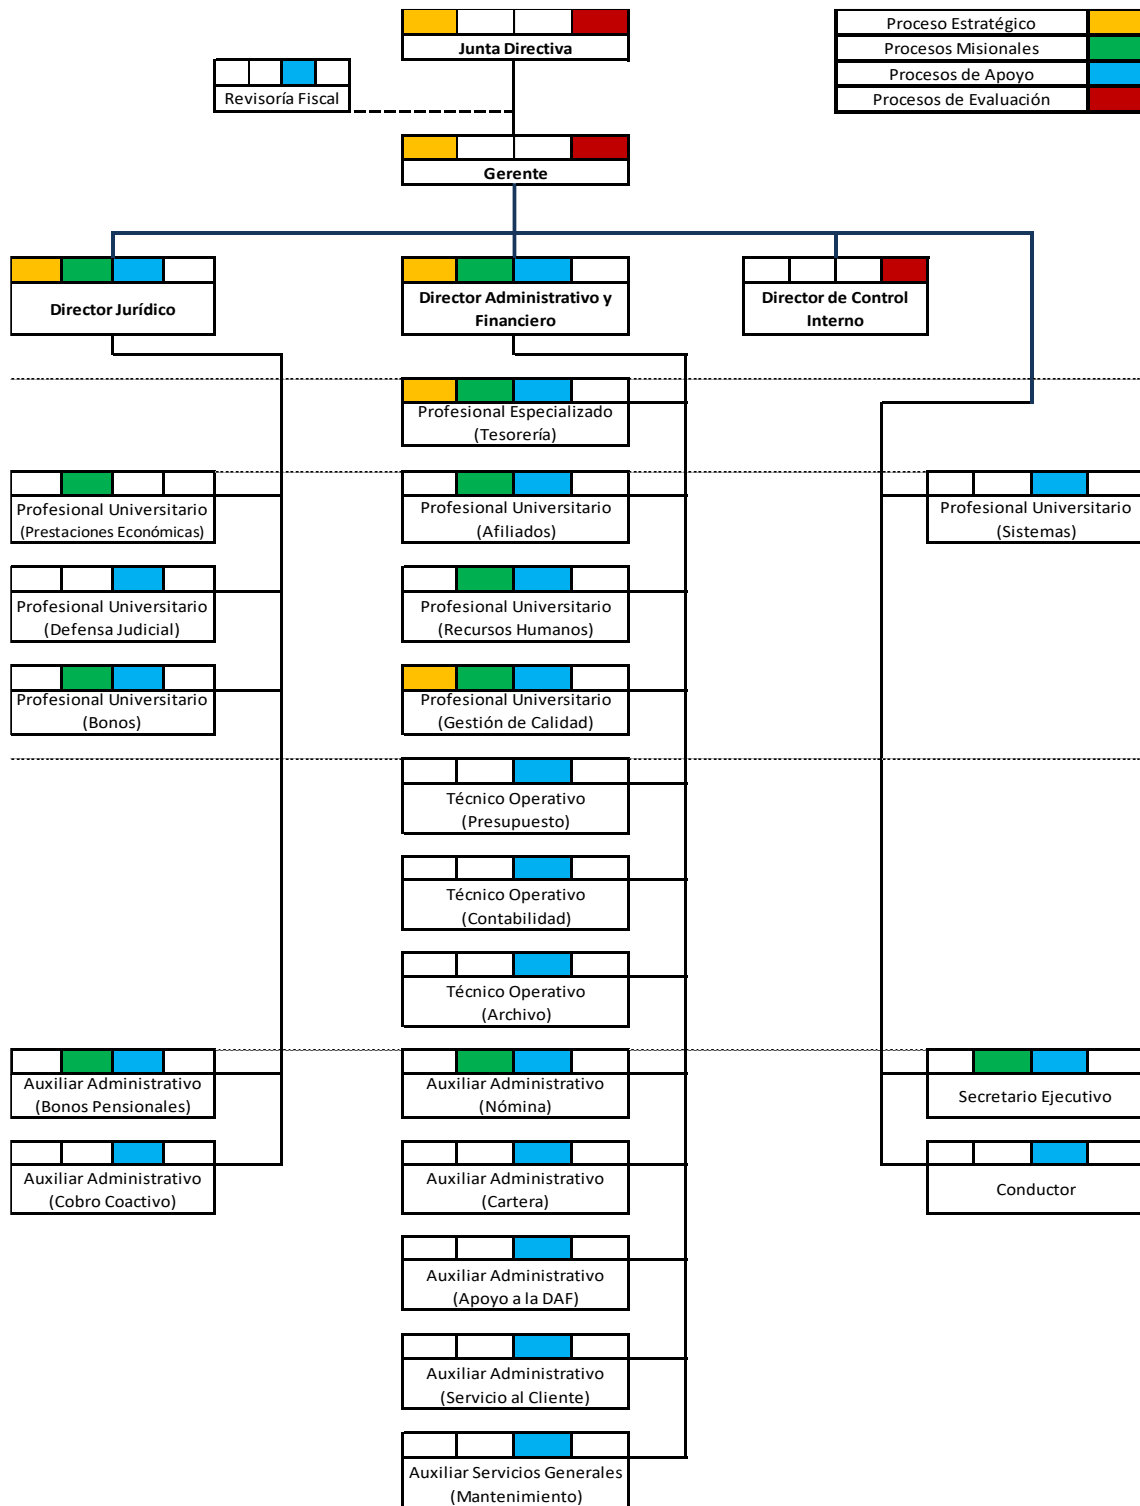 Junta Directiva
Proceso Estratégico
Procesos Misionales
Procesos de Apoyo
Procesos de Evaluación
Revisoría Fiscal
Gerente
Director Jurídico
Director Administrativo y
Financiero
Director de Control
Interno
Profesional Especializado
(Tesorería)
Profesional Universitario
(Prestaciones Económicas)
Profesional Universitario
(Afiliados)
Profesional Universitario
(Sistemas)
Profesional Universitario
(Defensa Judicial)
Profesional Universitario
(Recursos Humanos)
Profesional Universitario
(Bonos)
Profesional Universitario
(Gestión de Calidad)
Técnico Operativo
(Presupuesto)
Técnico Operativo
(Contabilidad)
Técnico Operativo
(Archivo)
Auxiliar Administrativo
(Bonos Pensionales)
Auxiliar Administrativo
(Nómina)
Secretario Ejecutivo
Auxiliar Administrativo
(Cobro Coactivo)
Auxiliar Administrativo
(Cartera)
Conductor
Auxiliar Administrativo
(Apoyo a la DAF)
Auxiliar Administrativo
(Servicio al Cliente)
Auxiliar Servicios Generales
(Mantenimiento)